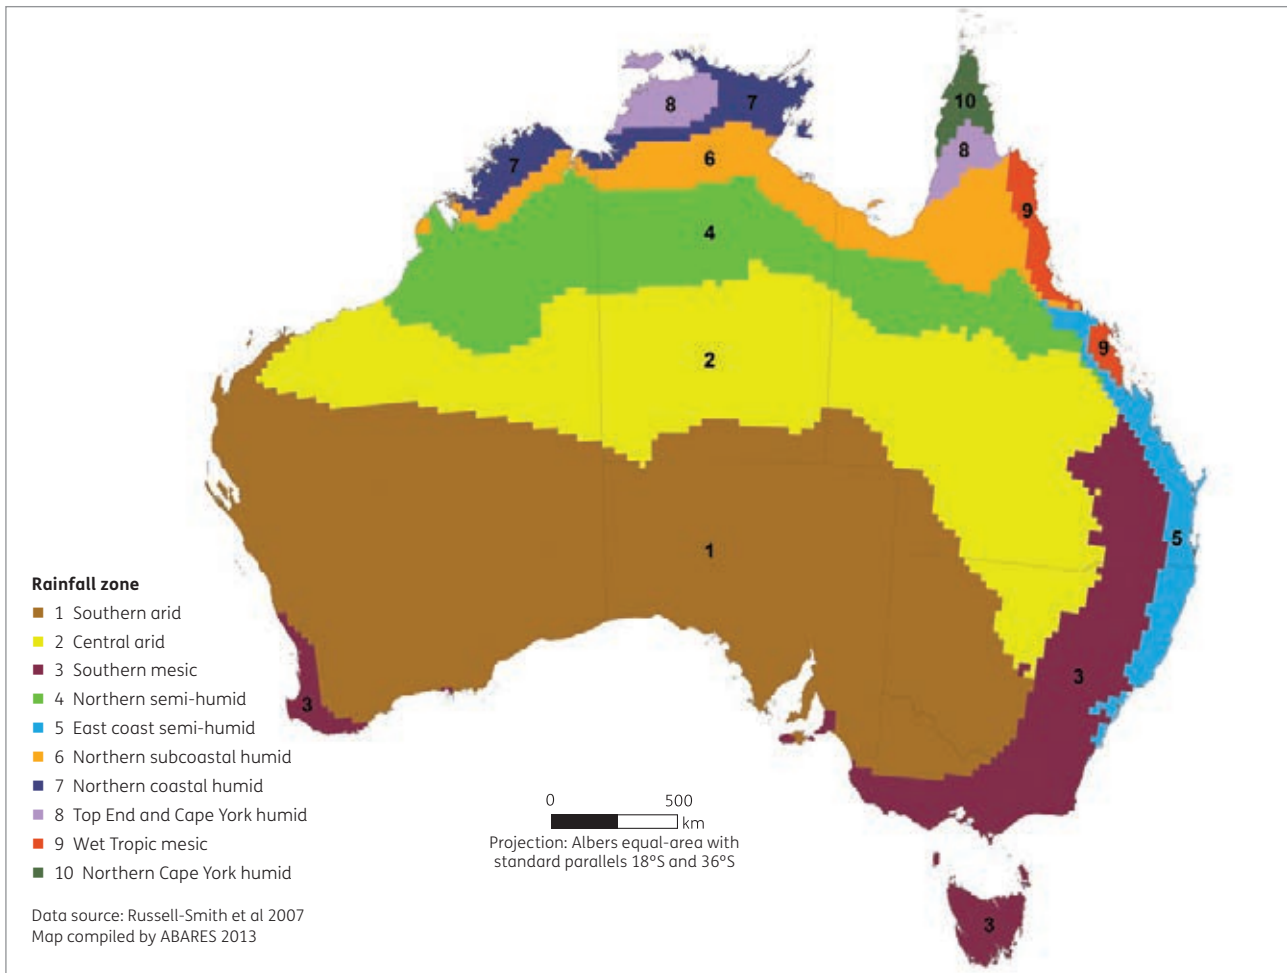 10
8
7
8
7
6
9
4
9
2
5
1
3
3
3
Rainfall zone
1 Southern arid
2 Central arid
3 Southern mesic
4 Northern semi-humid
5 East coast semi-humid
6 Northern subcoastal humid
7 Northern coastal humid
8 Top End and Cape York humid
9 Wet Tropic mesic
10 Northern Cape York humid
0 500
km
Projection: Albers equal-area with
standard parallels 18°S and 36°S
Data source: Russell-Smith et al 2007
Map compiled by ABARES 2013